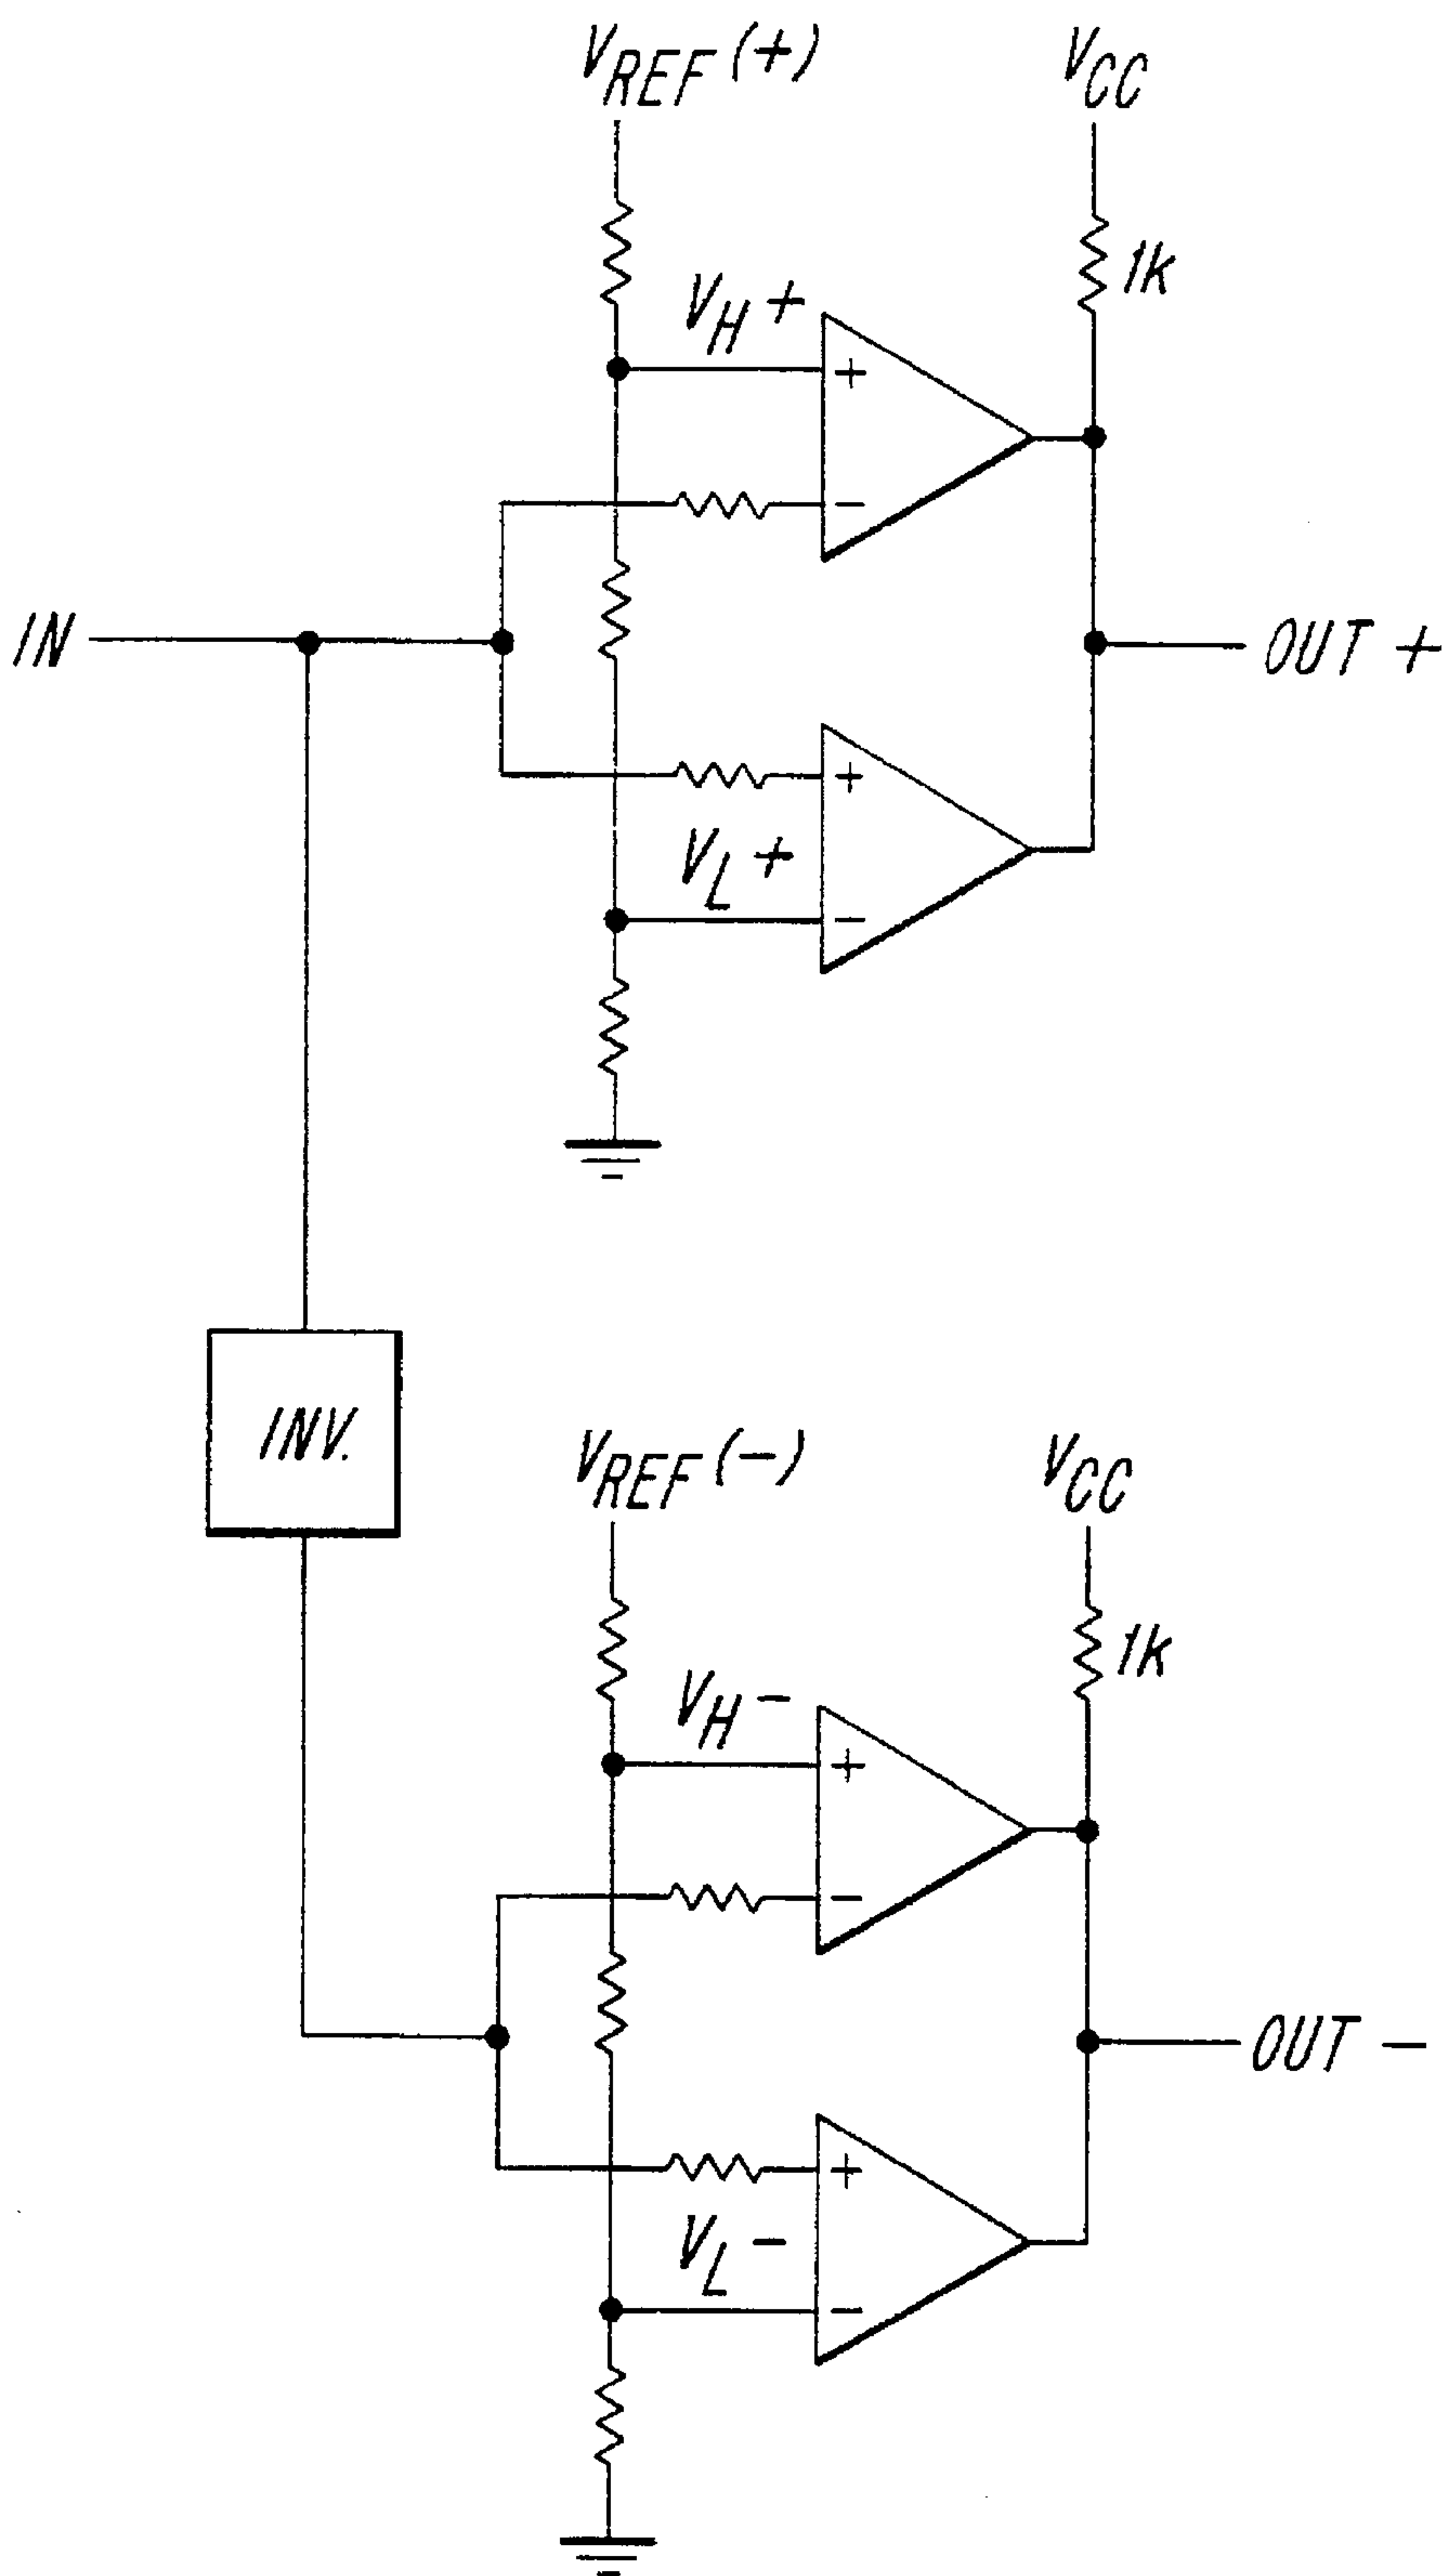 VREF (+)
VCC
1k
VH +
+
−
IN
OUT +
+
VL +
−
INV.
VREF (−)
VCC
1k
VH −
+
−
OUT −
+
VL −
−